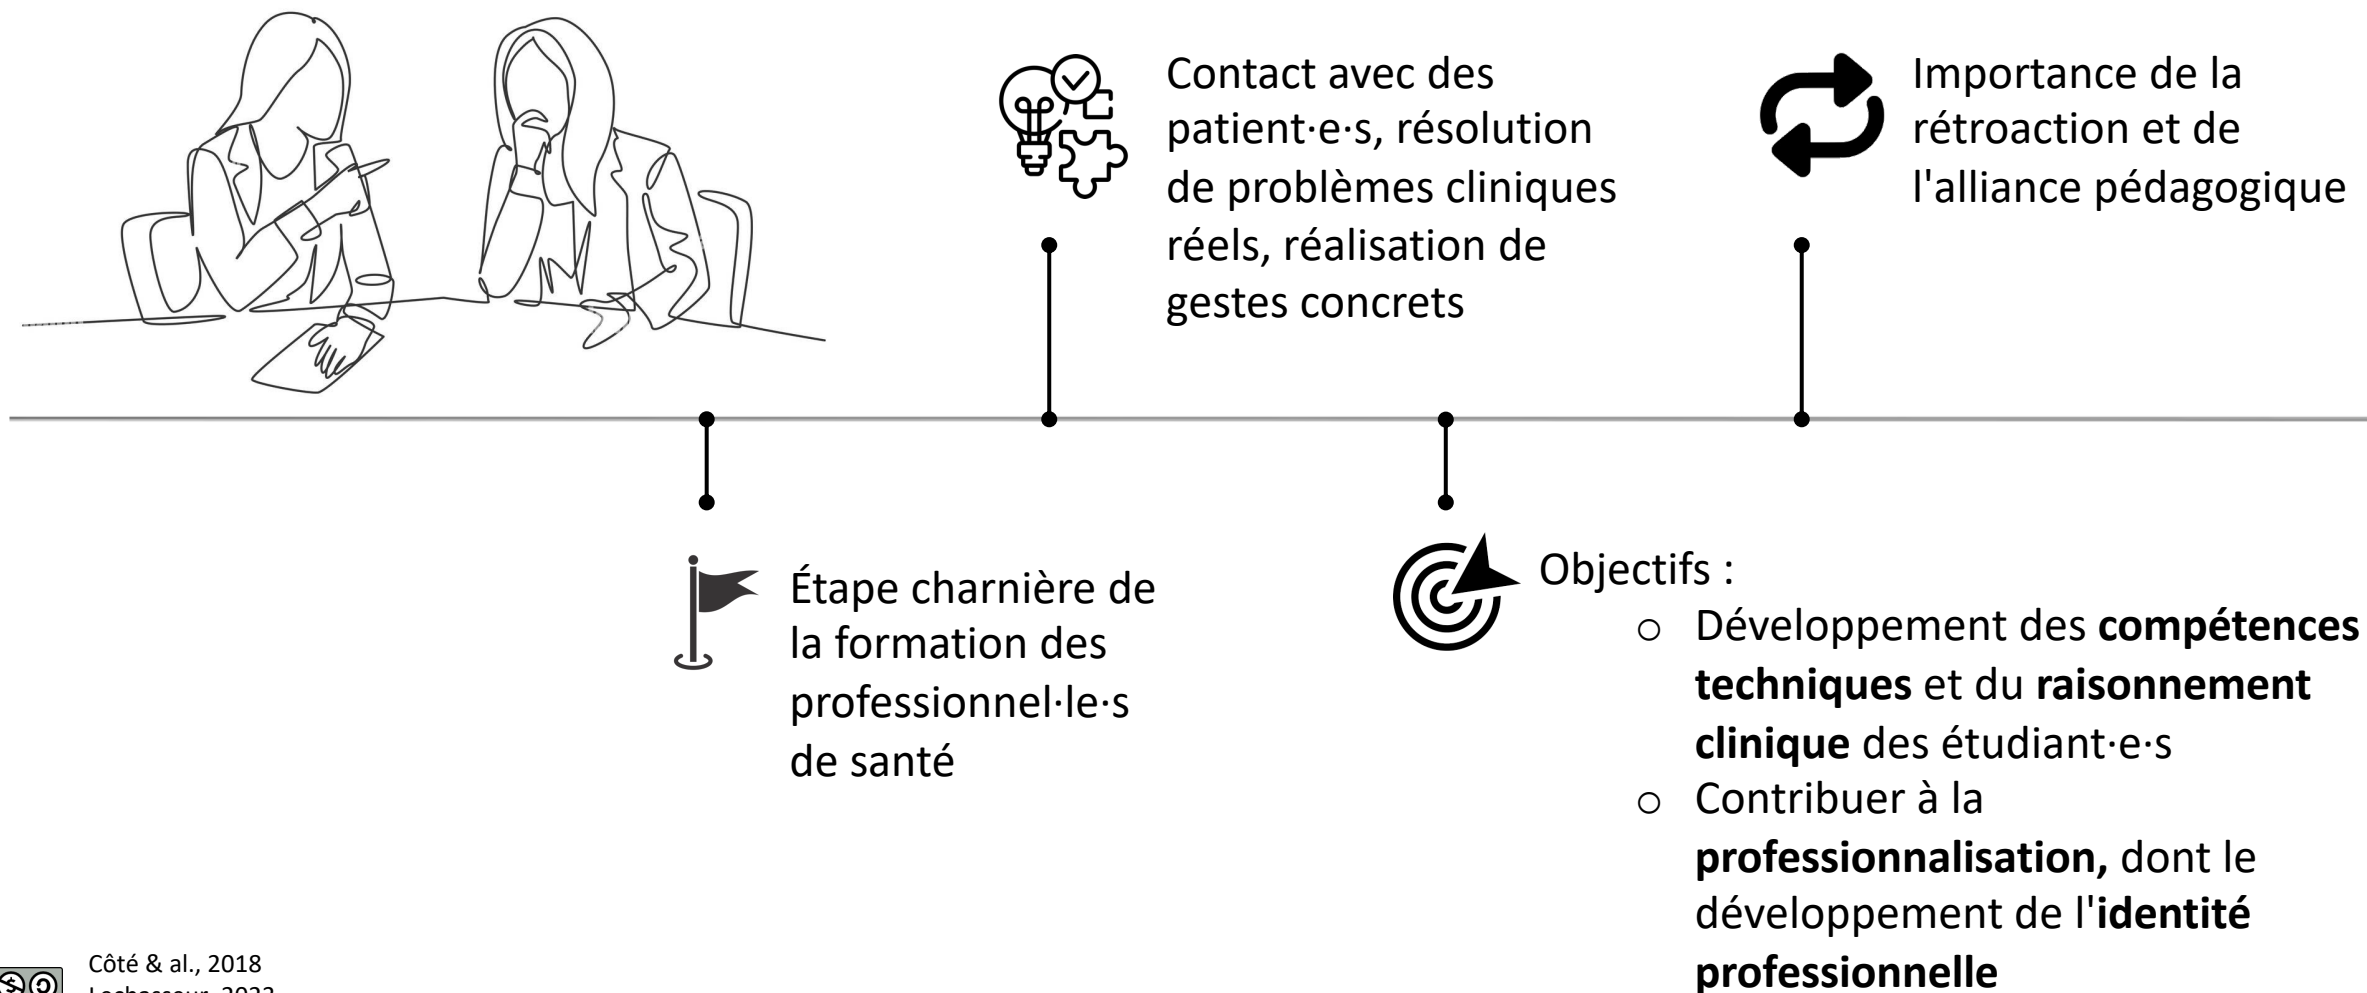 Contact avec des
patient·e·s, résolution
de problèmes cliniques
réels, réalisation de
gestes concrets
Importance de la
rétroaction et de
l'alliance pédagogique
Étape charnière de
la formation des
professionnel·le·s
de santé
Objectifs :
o Développement des compétences
techniques et du raisonnement
clinique des étudiant·e·s
o Contribuer à la
professionnalisation, dont le
développement de l'identité
professionnelle
Côté & al., 2018